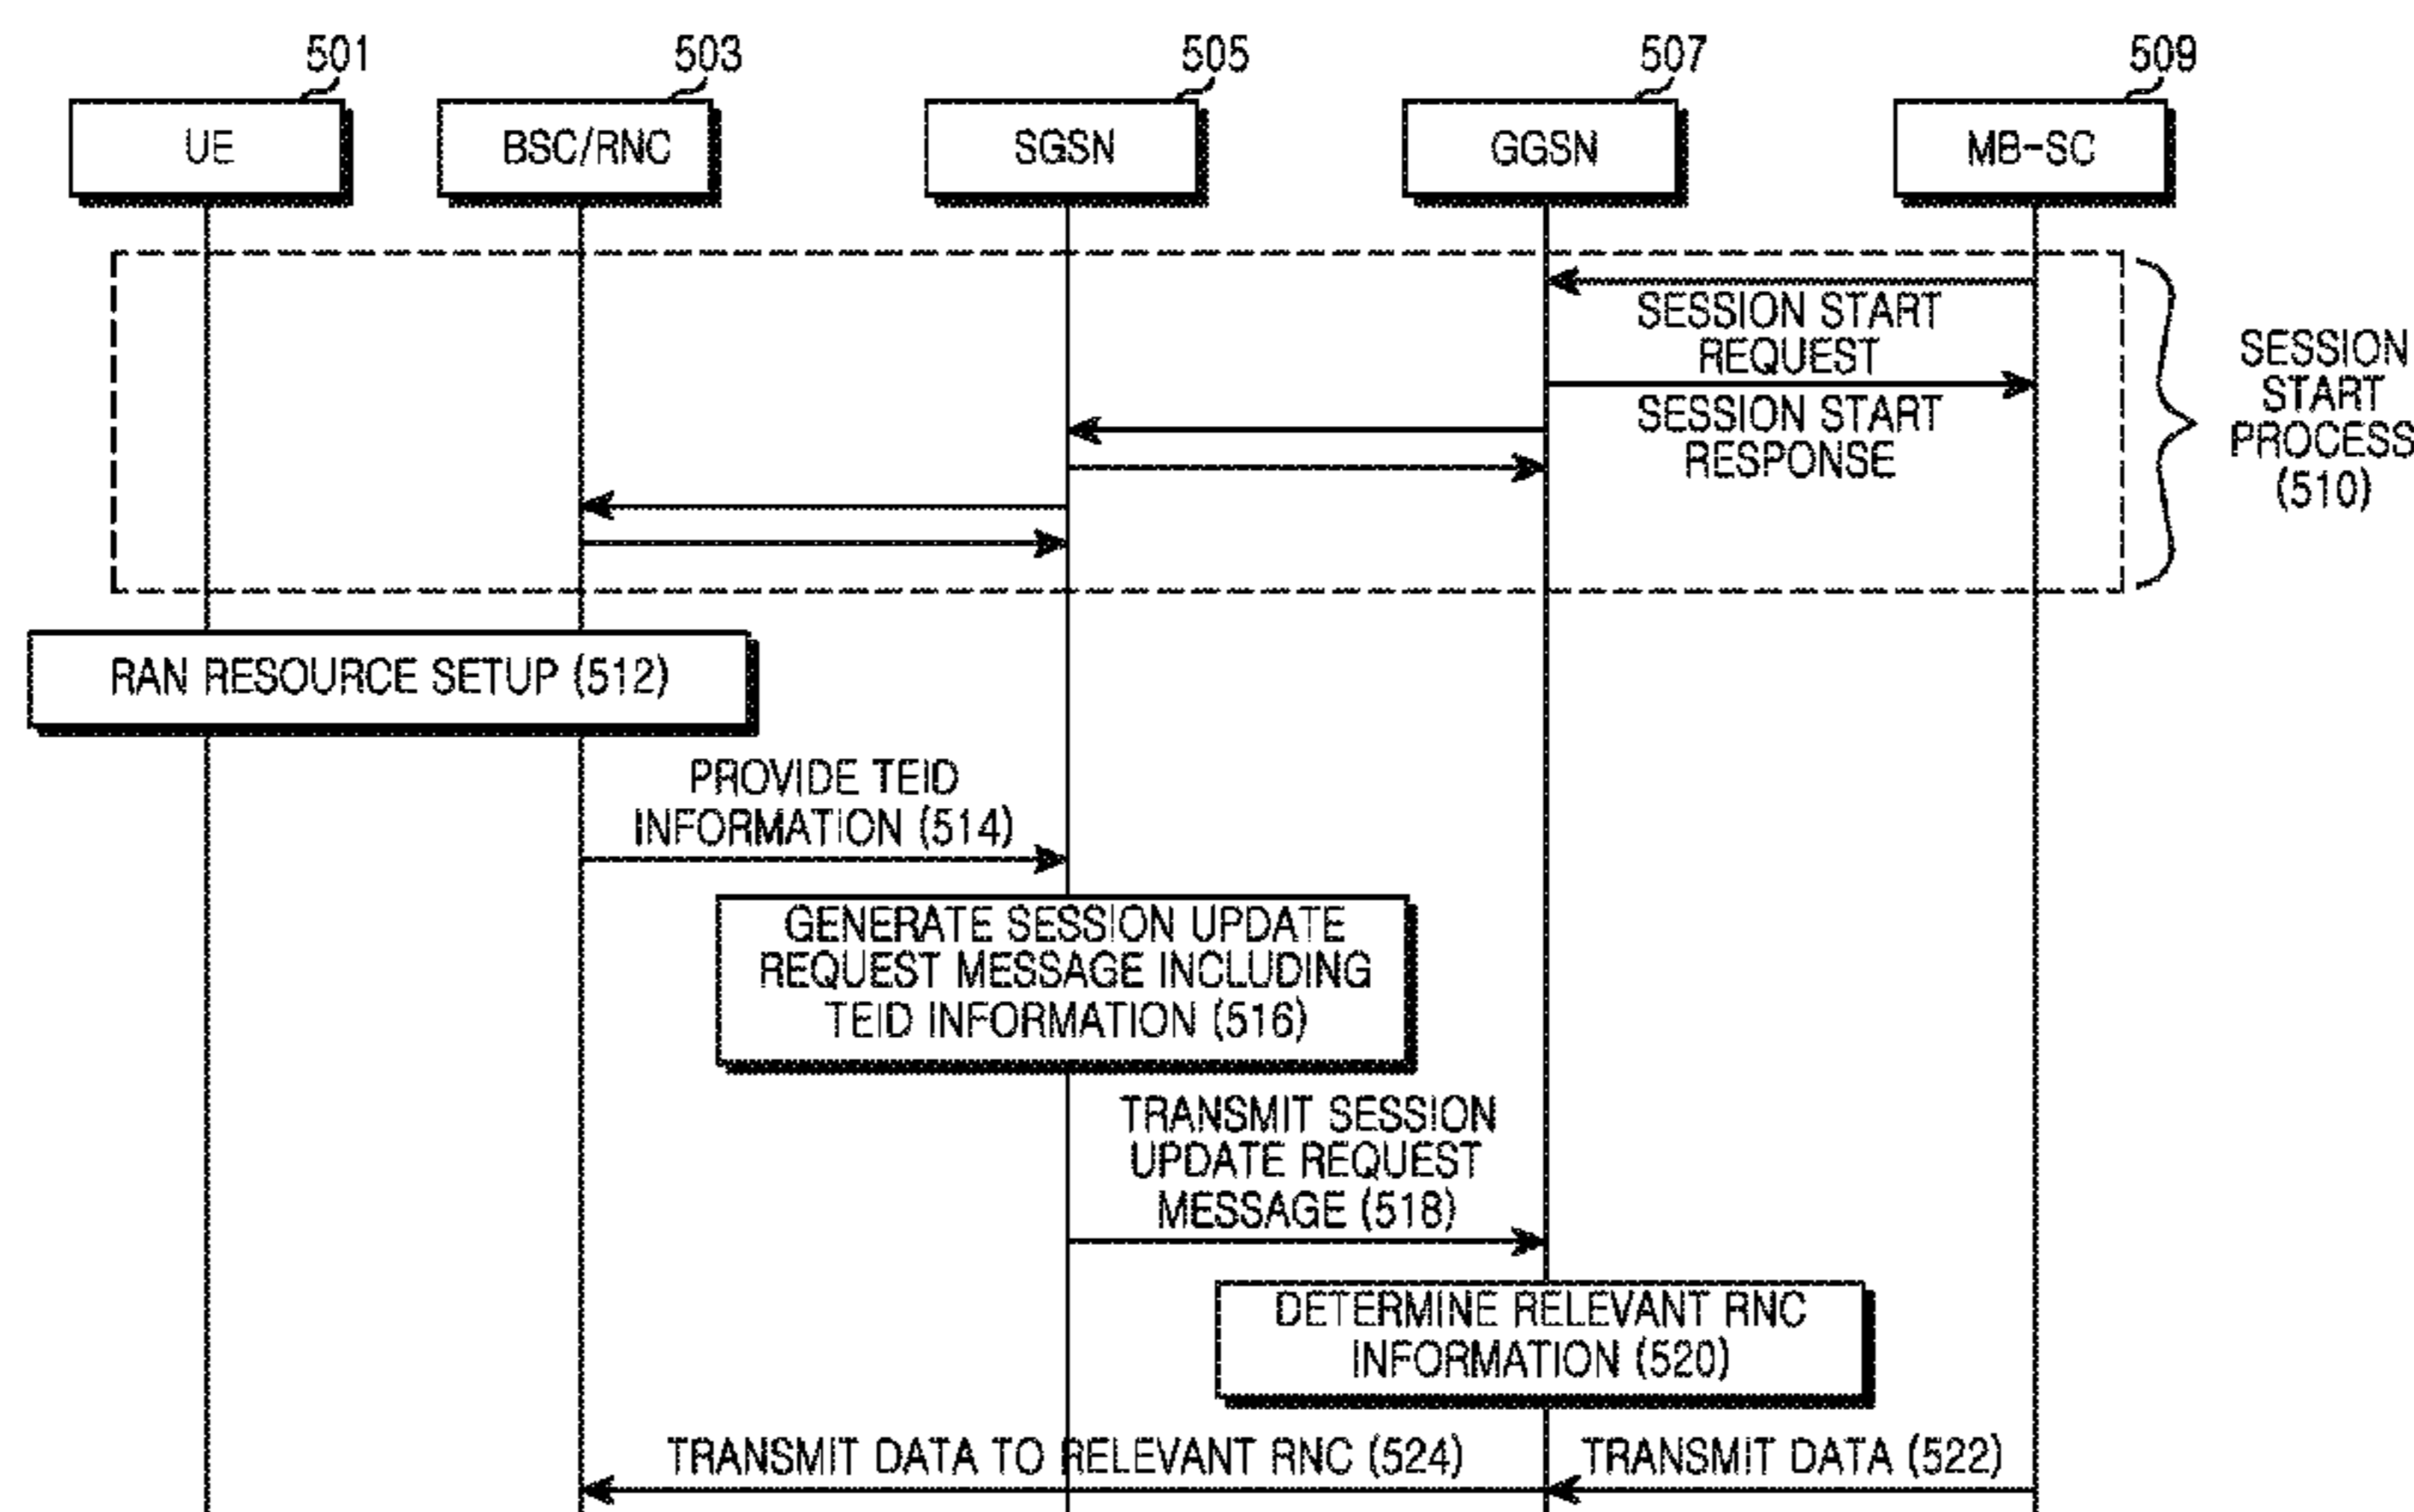 501
503
505
507
509
UE
BSC/RNC
SGSN
GGSN
MB-SC
SESSION START
REQUEST
SESSION START
RESPONSE
SESSION
START
PROCESS
(510)
RAN RESOURCE SETUP (512)
PROVIDE TEID
INFORMATION (514)
GENERATE SESSION UPDATE
REQUEST MESSAGE INCLUDING
TEID INFORMATION (516)
TRANSMIT SESSION
UPDATE REQUEST
MESSAGE (518)
DETERMINE RELEVANT RNC
INFORMATION (520)
TRANSMIT DATA TO RELEVANT RNC (524)
TRANSMIT DATA (522)